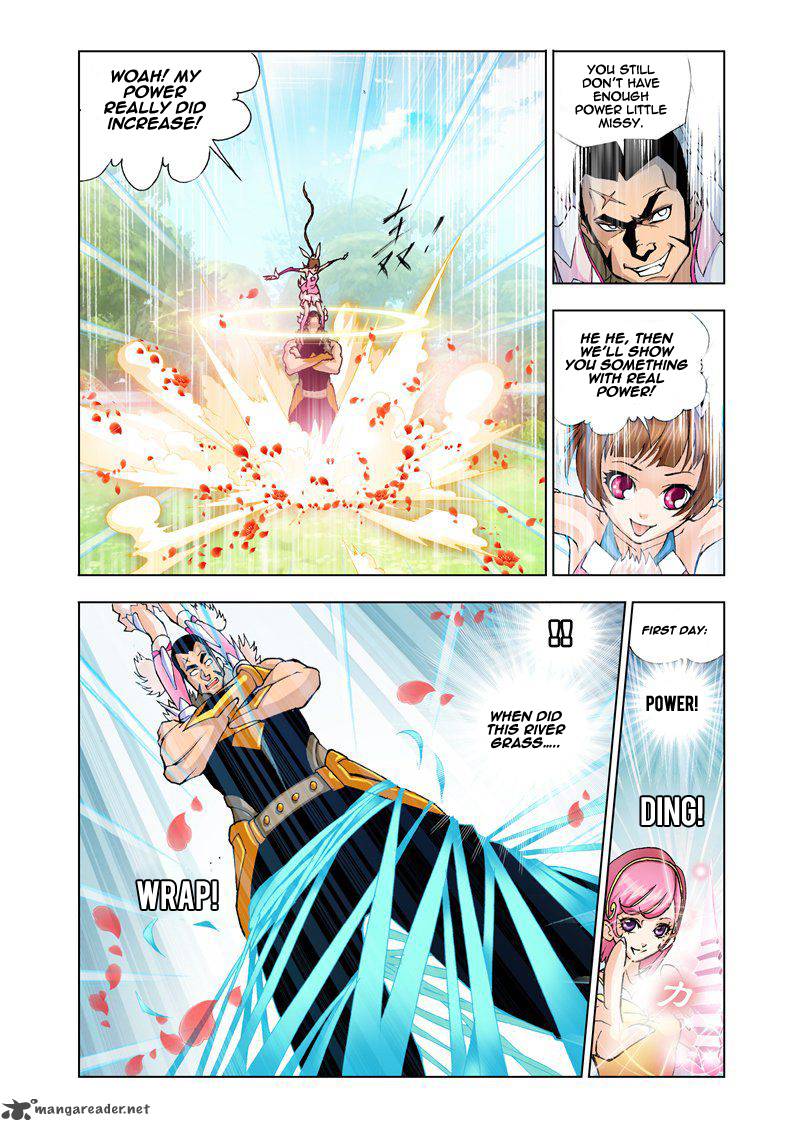 WOAH! MY
POWER
REALLY DID
INCREASE!
YOU STILL
DON'T HAVE
ENOUGH
POWER LITTLE
MISSY.
HE HE, THEN
WE'LL SHOW
YOU SOMETHING
WITH REAL
POWER!
!!
WHEN DID
THIS RIVER
GRASS.....
WRAP!
FIRST DAY:
POWER!
DING!
力
mangareader.net